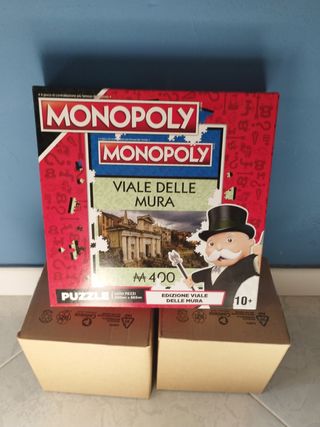 MONOPOLY
MONOPOLY
VIALE DELLE
MURA
M 400
PUZZLE
EDIZIONE VIALE
DELLE MURA
10+